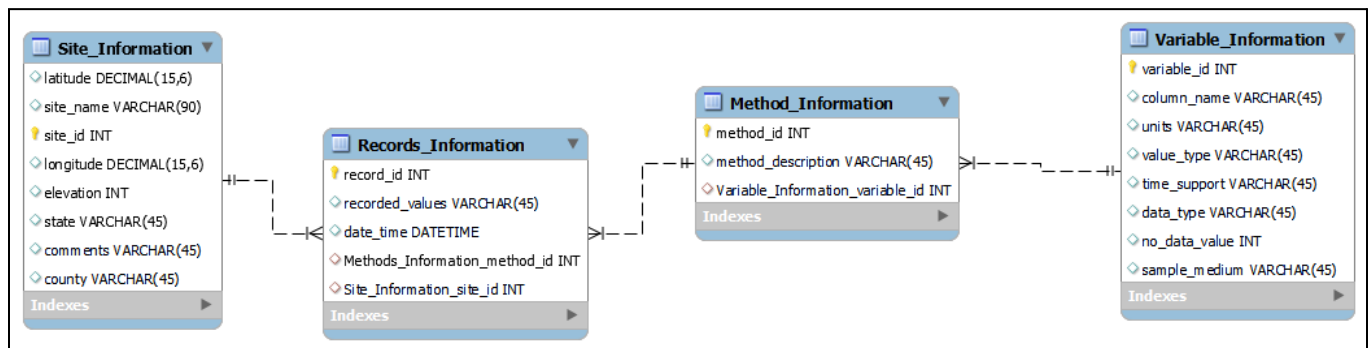 Site_Information
latitude DECIMAL(15,6)
site_name VARCHAR(90)
site_id INT
longitude DECIMAL(15,6)
elevation INT
state VARCHAR(45)
comments VARCHAR(45)
county VARCHAR(45)
Indexes
Records_Information
record_id INT
recorded_values VARCHAR(45)
date_time DATETIME
Methods_Information_method_id INT
Site_Information_site_id INT
Indexes
Method_Information
method_id INT
method_description VARCHAR(45)
Variable_Information_variable_id INT
Indexes
Variable_Information
variable_id INT
column_name VARCHAR(45)
units VARCHAR(45)
value_type VARCHAR(45)
time_support VARCHAR(45)
data_type VARCHAR(45)
no_data_value INT
sample_medium VARCHAR(45)
Indexes